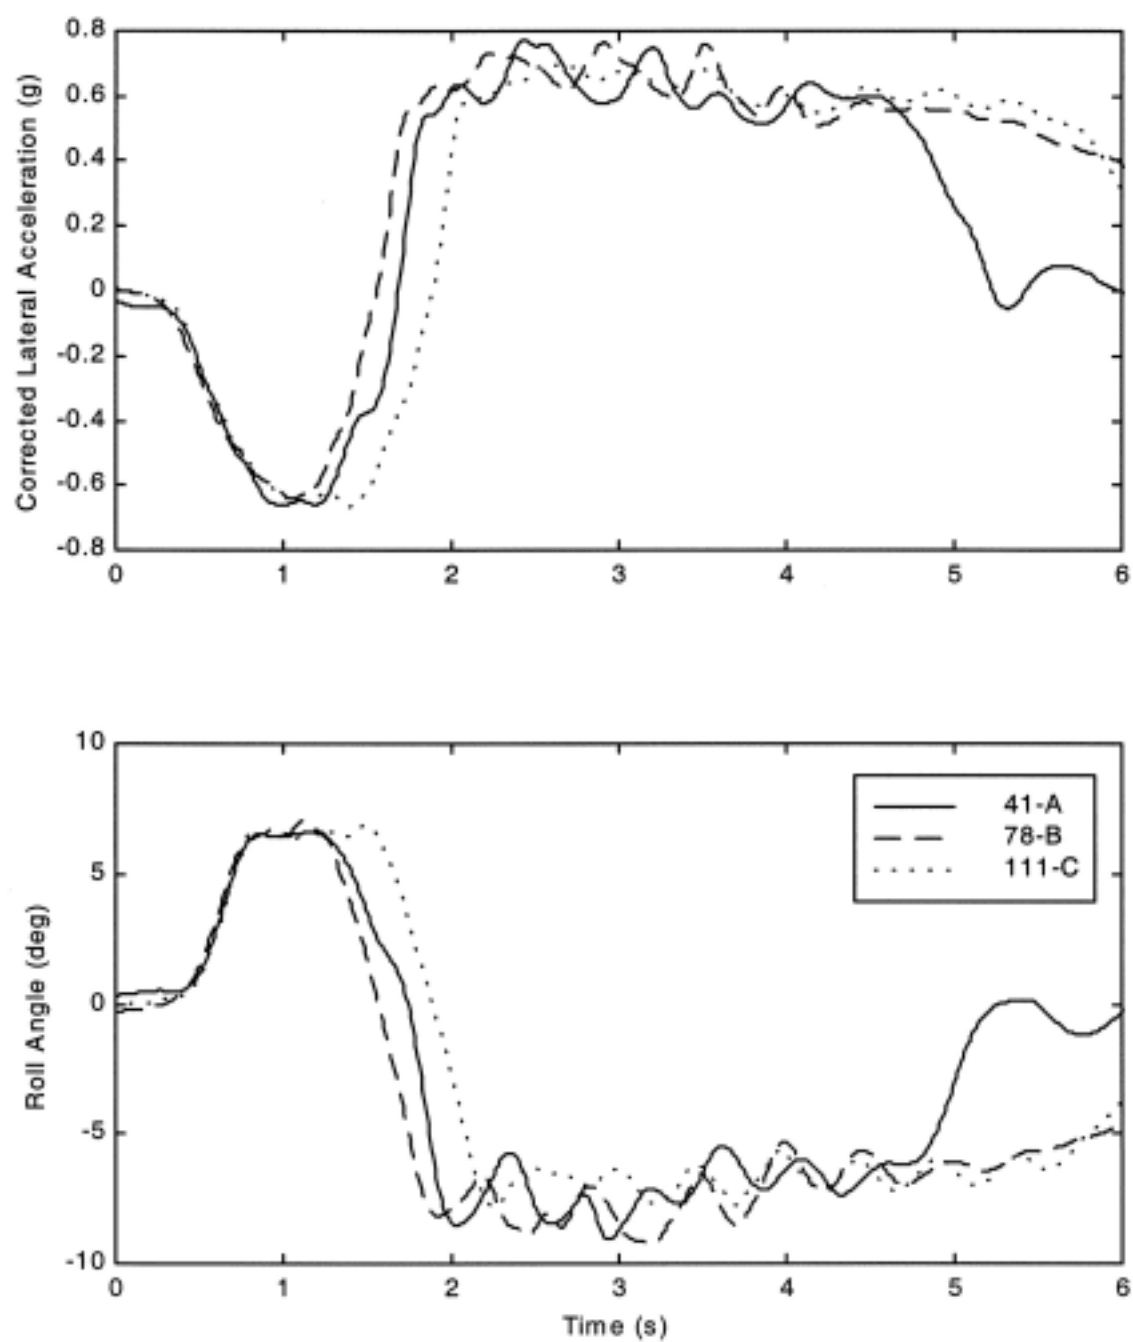 Corrected Lateral Acceleration (g)
0.8
0.6
0.4
0.2
0
-0.2
-0.4
-0.6
-0.8
0 1 2 3 4 5 6
Roll Angle (deg)
10
5
0
-5
-10
41-A
78-B
111-C
0 1 2 3 4 5 6
Time (s)